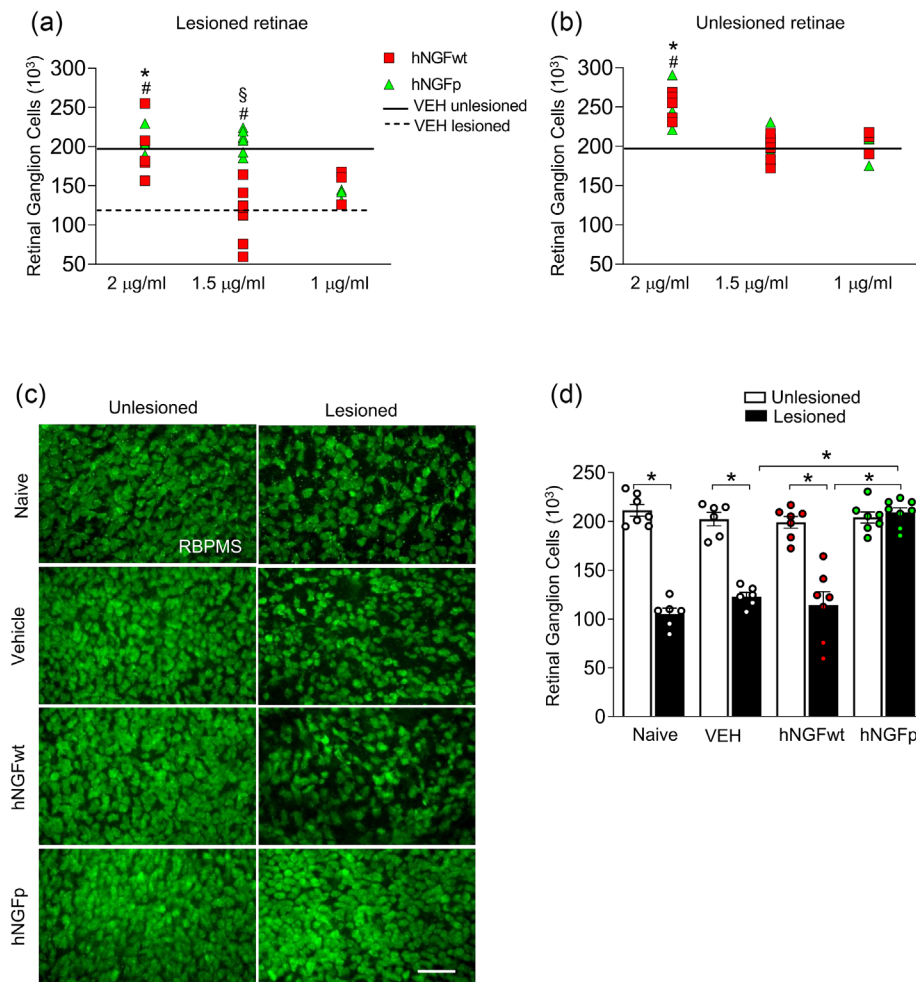 (a)
Lesioned retinae
Retinal Ganglion Cells (10³)
300
250
200
150
100
50
*
#
§
#
2 μg/ml
1.5 μg/ml
1 μg/ml
hNGFwt
hNGFp
VEH unlesioned
VEH lesioned
(b)
Unlesioned retinae
Retinal Ganglion Cells (10³)
300
250
200
150
100
50
*
#
2 μg/ml
1.5 μg/ml
1 μg/ml
(c)
Unlesioned
Lesioned
Naive
RBPMS
Vehicle
hNGFwt
hNGFp
(d)
Unlesioned
Lesioned
Retinal Ganglion Cells (10³)
250
200
150
100
50
0
*
* * * *
Naive
VEH
hNGFwt
hNGFp